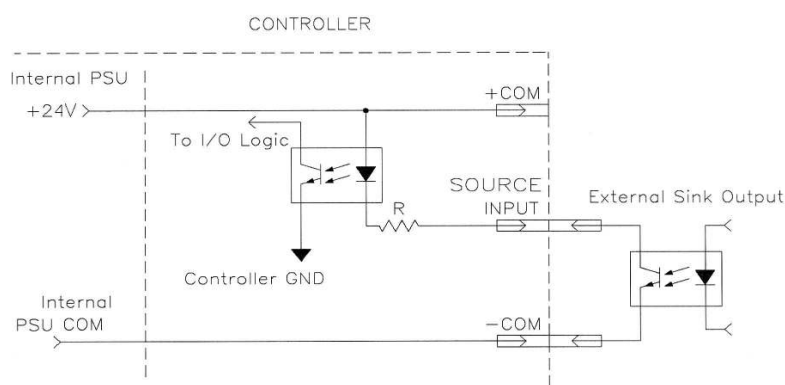 CONTROLLER
Internal PSU
+24V
+COM
To I/O Logic
SOURCE
INPUT
External Sink Output
R
Controller GND
Internal
PSU COM
-COM